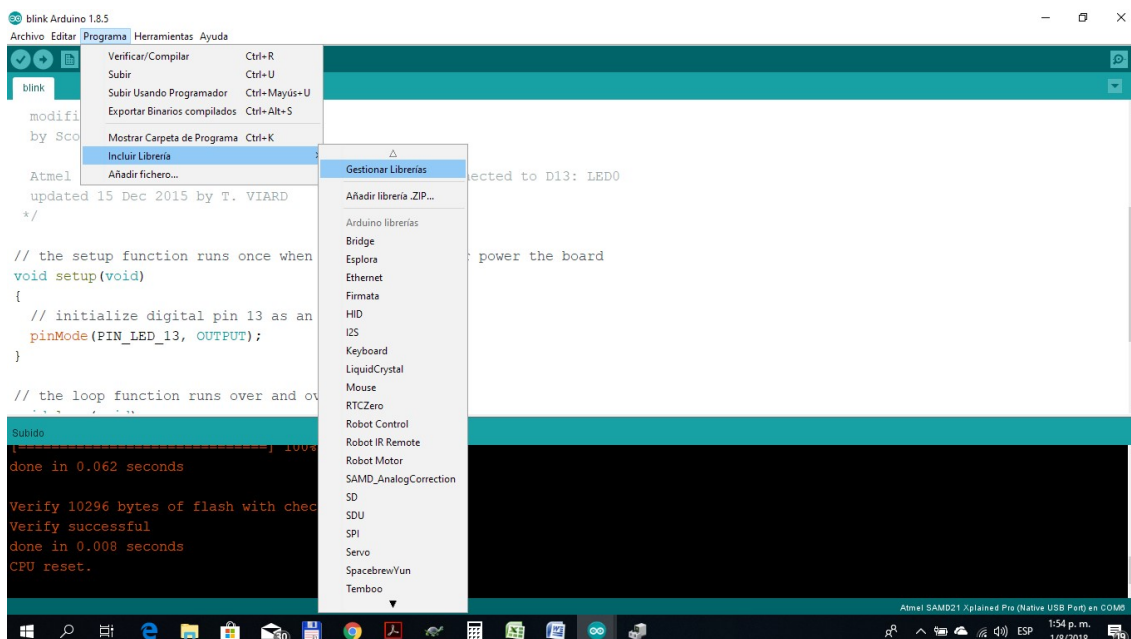 blink Arduino 1.8.5
Archivo Editar Programa Herramientas Ayuda
Verificar/Compilar Ctrl+R
Subir Ctrl+U
Subir Usando Programador Ctrl+Mayús+U
Exportar Binarios compilados Ctrl+Alt+S
Mostrar Carpeta de Programa Ctrl+K
Incluir Librería
Añadir fichero...
Gestionar Librerías
Añadir librería .ZIP...
Arduino librerías
Bridge
Esplora
Ethernet
Firmata
HID
I2S
Keyboard
LiquidCrystal
Mouse
RTCZero
Robot Control
Robot IR Remote
Robot Motor
SAMD_AnalogCorrection
SD
SDU
SPI
Servo
SpacebrewYun
Temboo
blink
modifi
by Sco
Atmel nected to D13: LED0
updated 15 Dec 2015 by T. VIARD
*/
// the setup function runs once when power the board
void setup(void)
{
// initialize digital pin 13 as an
pinMode(PIN_LED_13, OUTPUT);
}
// the loop function runs over and ov
Subido
[==============================] 100%
done in 0.062 seconds
Verify 10296 bytes of flash with chec
Verify successful
done in 0.008 seconds
CPU reset.
Atmel SAMD21 Xplained Pro (Native USB Port) en COM6
30
ESP
1:54 p. m.
1/8/2018